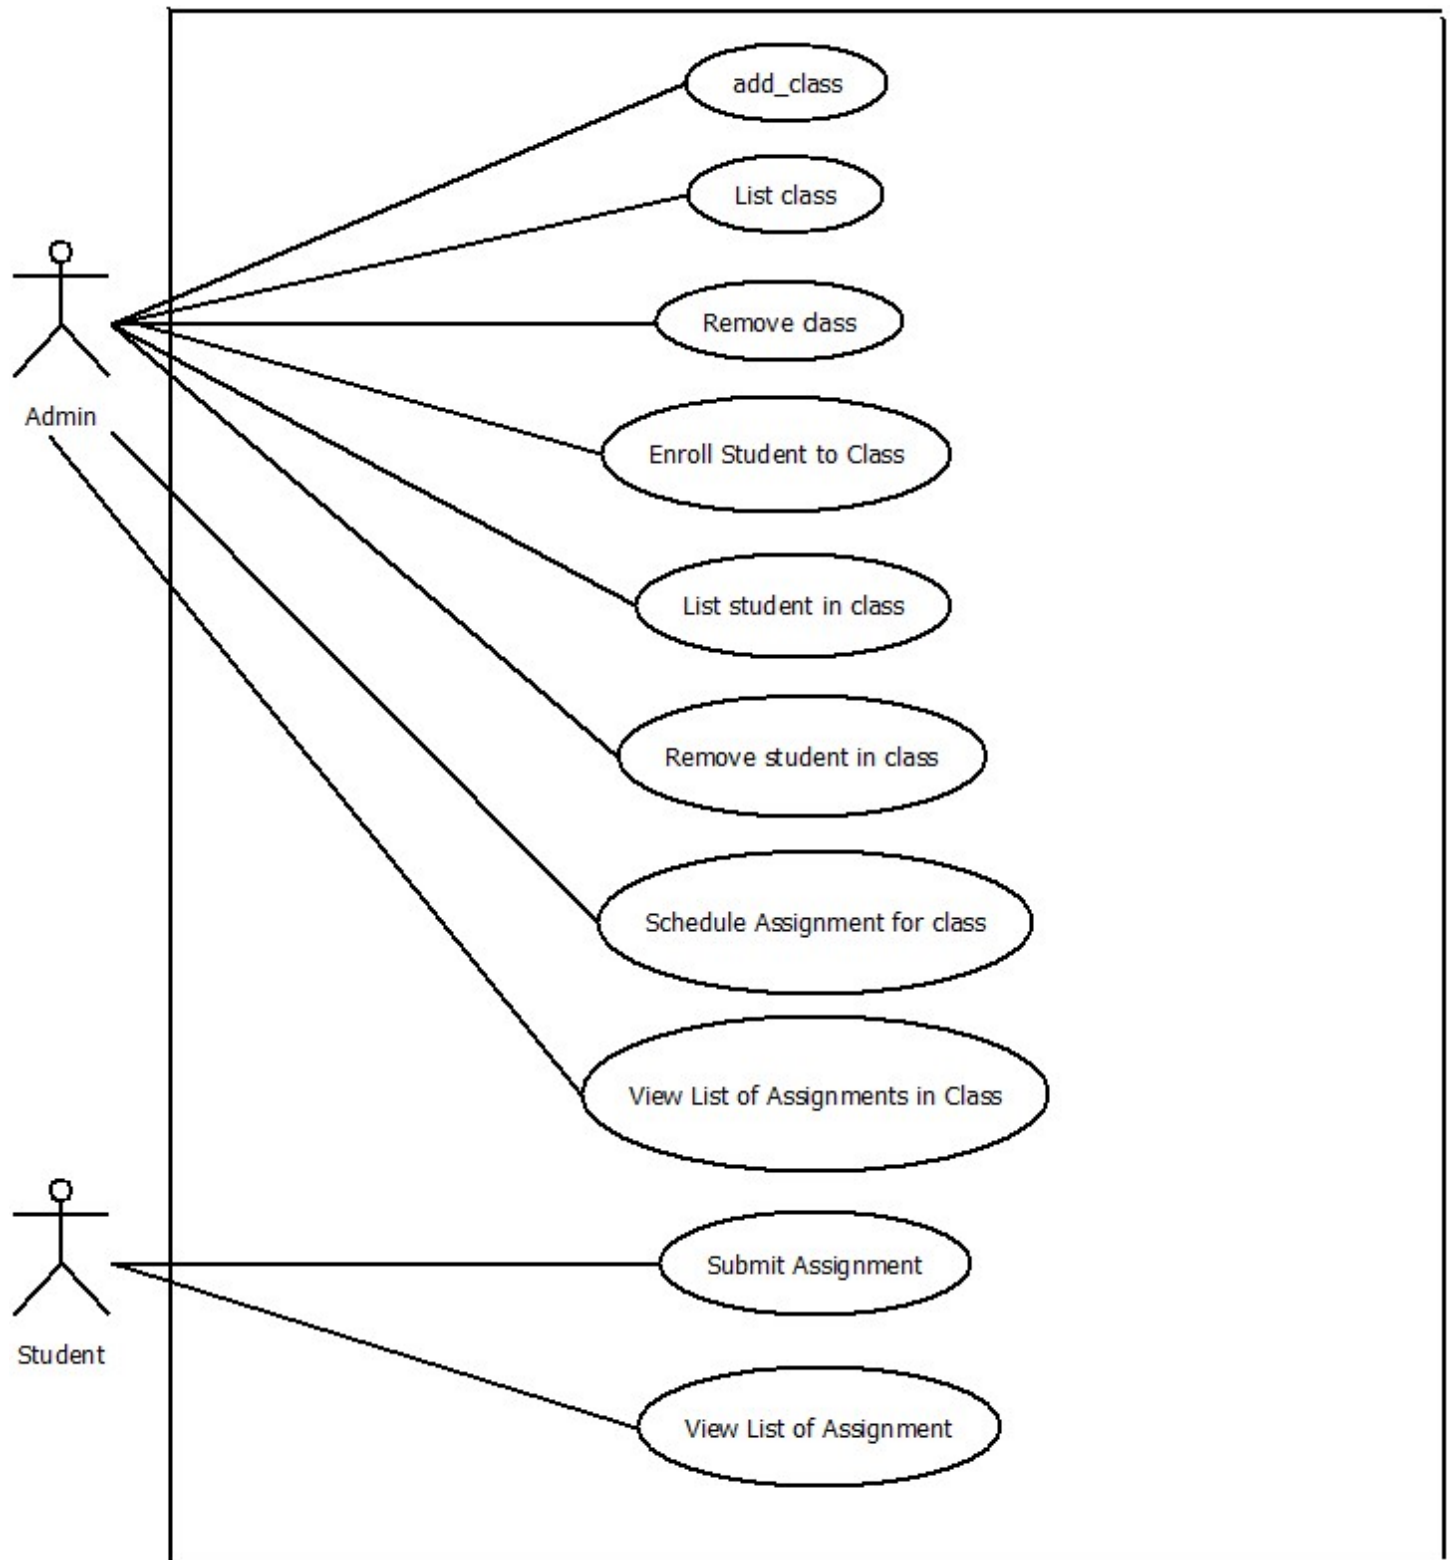 add_class
List class
Remove class
Admin
Enroll Student to Class
List student in class
Remove student in class
Schedule Assignment for class
View List of Assignments in Class
Submit Assignment
Student
View List of Assignment